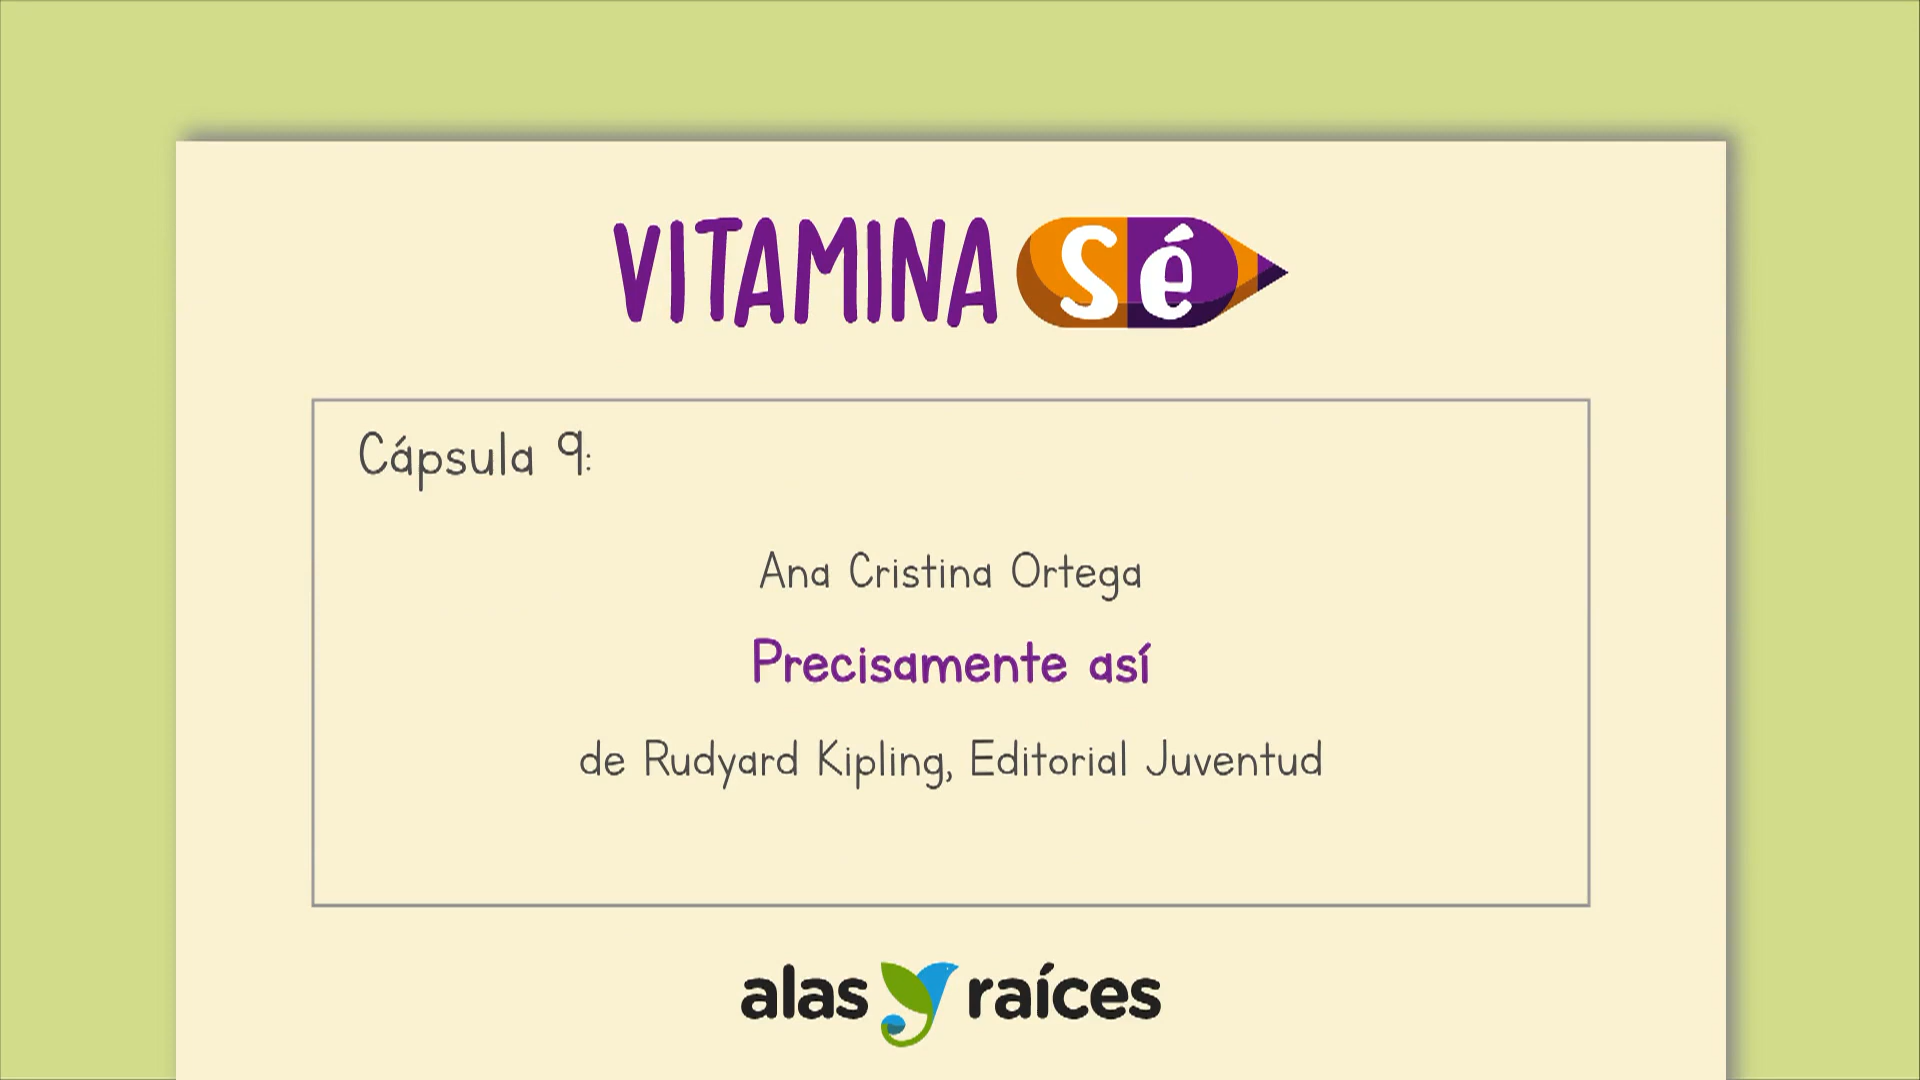 VITAMINA Sé
Cápsula 9:
Ana Cristina Ortega
Precisamente así
de Rudyard Kipling, Editorial Juventud
alas y raíces